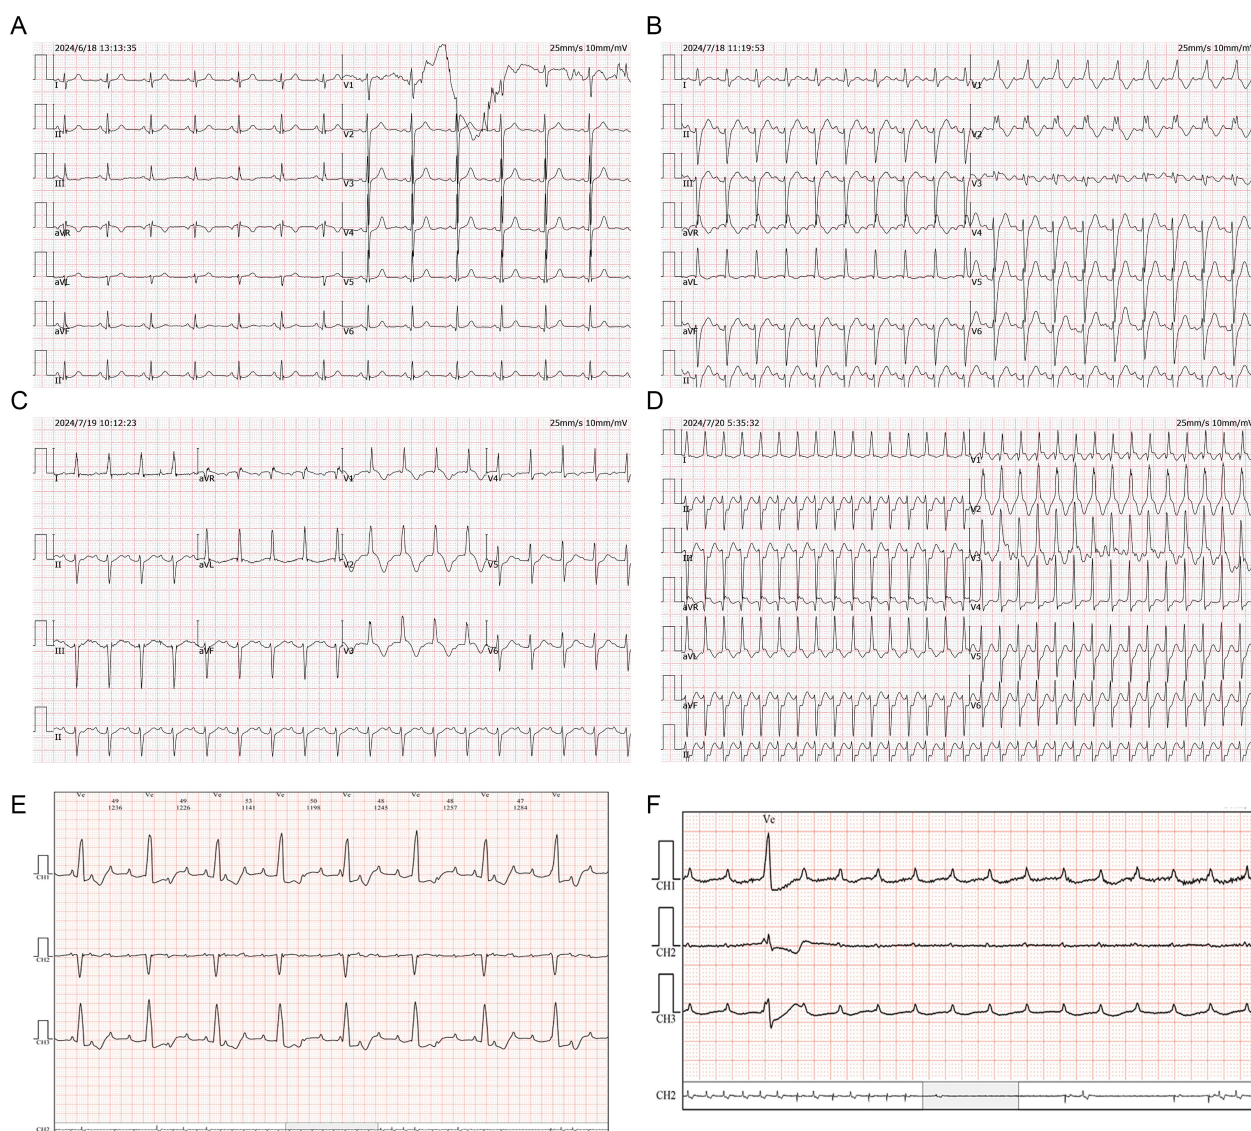 A
2024/6/18 13:13:35 25mm/s 10mm/mV
I V1
II V2
III V3
aVR V4
aVL V5
aVF V6
II
B
2024/7/18 11:19:53 25mm/s 10mm/mV
I V1
II V2
III V3
aVR V4
aVL V5
aVF V6
II
C
2024/7/19 10:12:23 25mm/s 10mm/mV
I aVR V1 V4
II aVL V2 V5
III aVF V3 V6
II
D
2024/7/20 5:35:32 25mm/s 10mm/mV
I V1
II V2
III V3
aVR V4
aVL V5
aVF V6
II
E
Ve Ve Ve Ve Ve Ve Ve Ve
49 49 53 50 48 48 47
1236 1226 1141 1198 1245 1257 1284
CH1
CH2
CH3
CH2
F
Ve
CH1
CH2
CH3
CH2